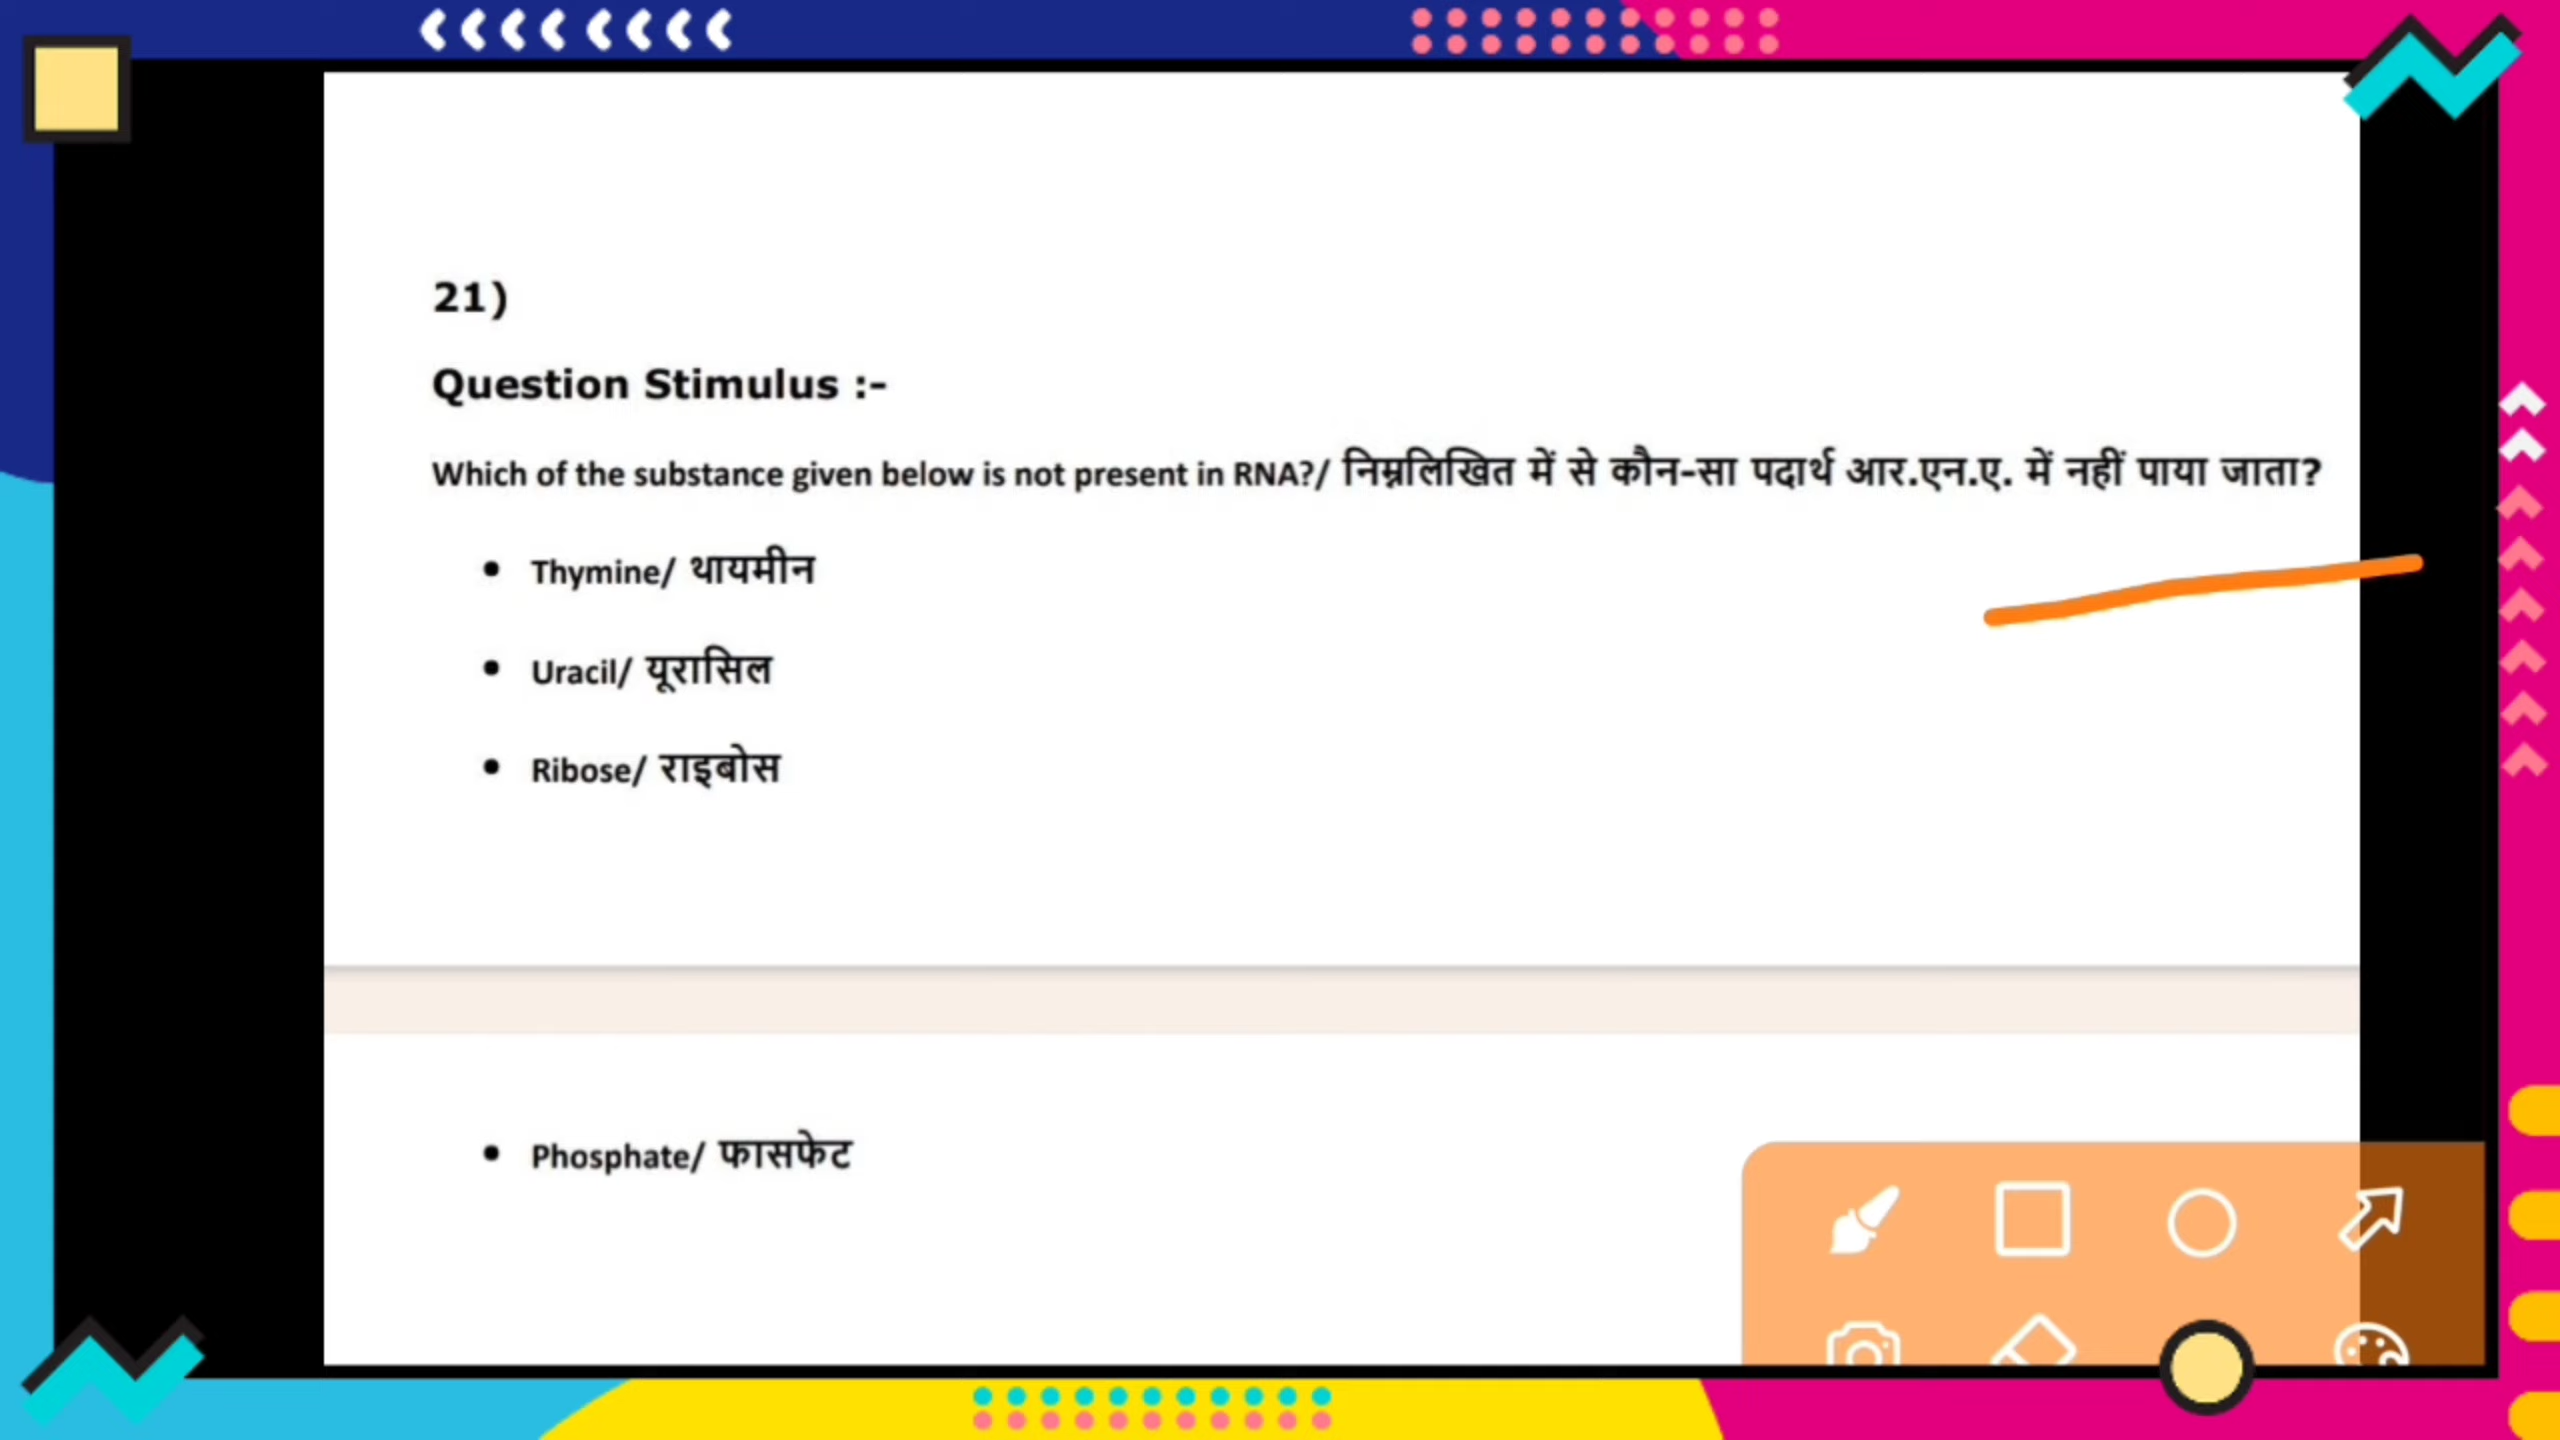 21)
Question Stimulus :-
Which of the substance given below is not present in RNA?/ निम्नलिखित में से कौन-सा पदार्थ आर.एन.ए. में नहीं पाया जाता?
• Thymine/ थायमीन
• Uracil/ यूरासिल
• Ribose/ राइबोस
• Phosphate/ फासफेट